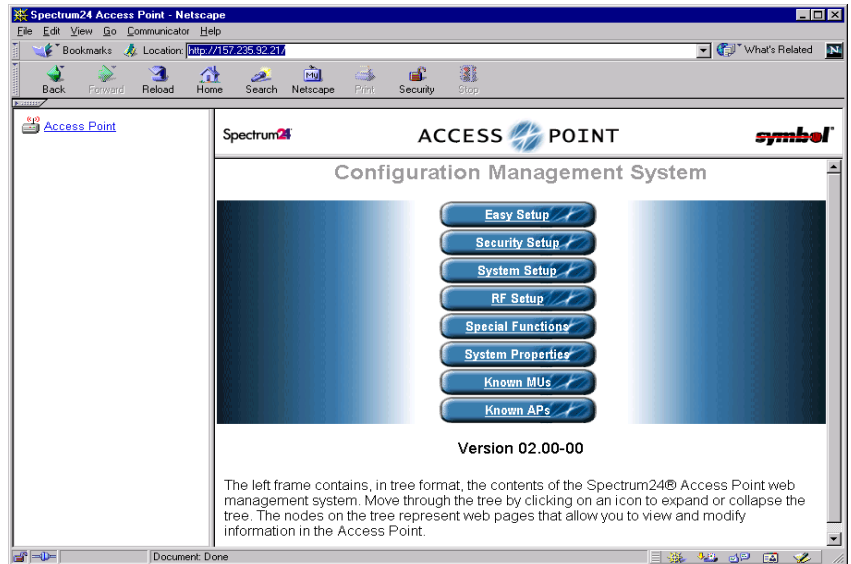 Spectrum24 Access Point - Netscape
File Edit View Go Communicator Help
Bookmarks Location: http://157.235.92.21/ What's Related N
Back Forward Reload Home Search Netscape Print Security Stop
My
Access Point
Spectrum24 ACCESS POINT symbol®
Configuration Management System
Easy Setup
Security Setup
System Setup
RF Setup
Special Functions
System Properties
Known MUs
Known APs
Version 02.00-00
The left frame contains, in tree format, the contents of the Spectrum24® Access Point web
management system. Move through the tree by clicking on an icon to expand or collapse the
tree. The nodes on the tree represent web pages that allow you to view and modify
information in the Access Point.
Document: Done